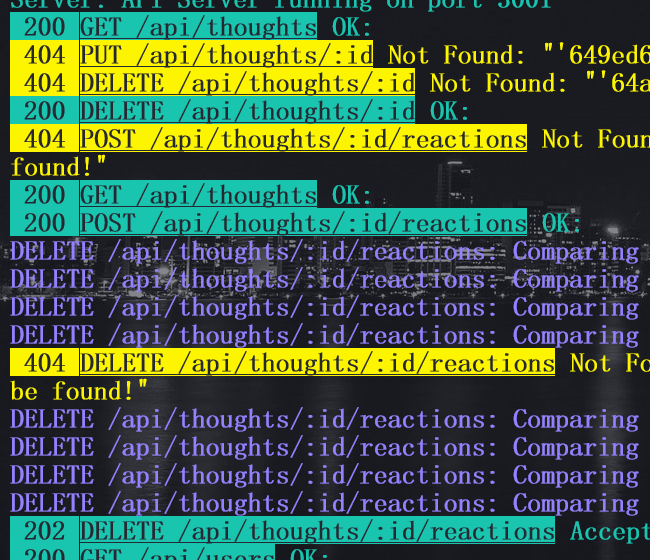 Server: API Server running on port 3001
200 GET /api/thoughts OK:
404 PUT /api/thoughts/:id Not Found: "'649ed6
404 DELETE /api/thoughts/:id Not Found: "'64a
200 DELETE /api/thoughts/:id OK:
404 POST /api/thoughts/:id/reactions Not Foun
found!"
200 GET /api/thoughts OK:
200 POST /api/thoughts/:id/reactions OK:
DELETE /api/thoughts/:id/reactions: Comparing
DELETE /api/thoughts/:id/reactions: Comparing
DELETE /api/thoughts/:id/reactions: Comparing
DELETE /api/thoughts/:id/reactions: Comparing
404 DELETE /api/thoughts/:id/reactions Not Fo
be found!"
DELETE /api/thoughts/:id/reactions: Comparing
DELETE /api/thoughts/:id/reactions: Comparing
DELETE /api/thoughts/:id/reactions: Comparing
DELETE /api/thoughts/:id/reactions: Comparing
202 DELETE /api/thoughts/:id/reactions Accept
200 GET /api/users OK: